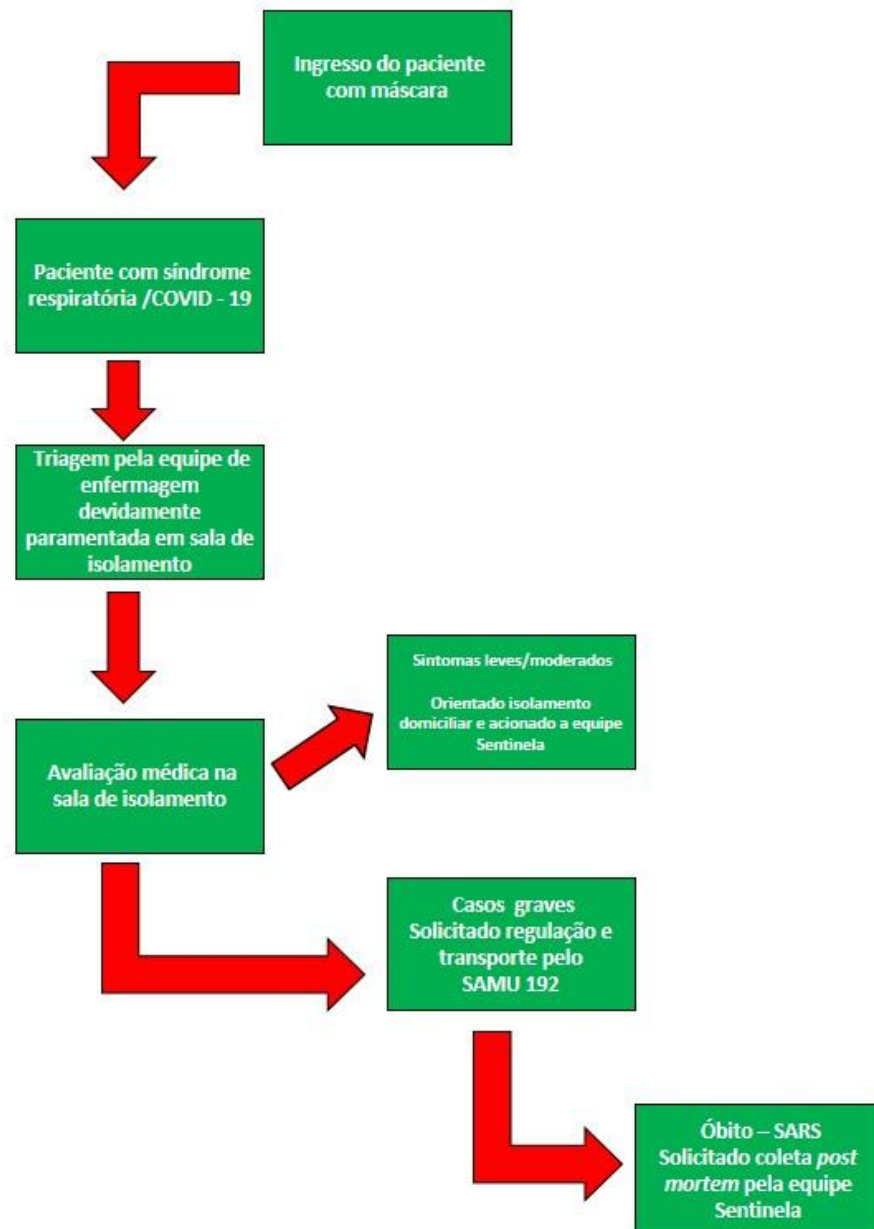 Ingresso do paciente
com máscara
Paciente com síndrome
respiratória /COVID - 19
Triagem pela equipe de
enfermagem
devidamente
paramentada em sala de
isolamento
Sintomas leves/moderados
Orientado isolamento
domiciliar e acionado a equipe
Sentinela
Avaliação médica na
sala de isolamento
Casos graves
Solicitado regulação e
transporte pelo
SAMU 192
Óbito – SARS
Solicitado coleta post
mortem pela equipe
Sentinela